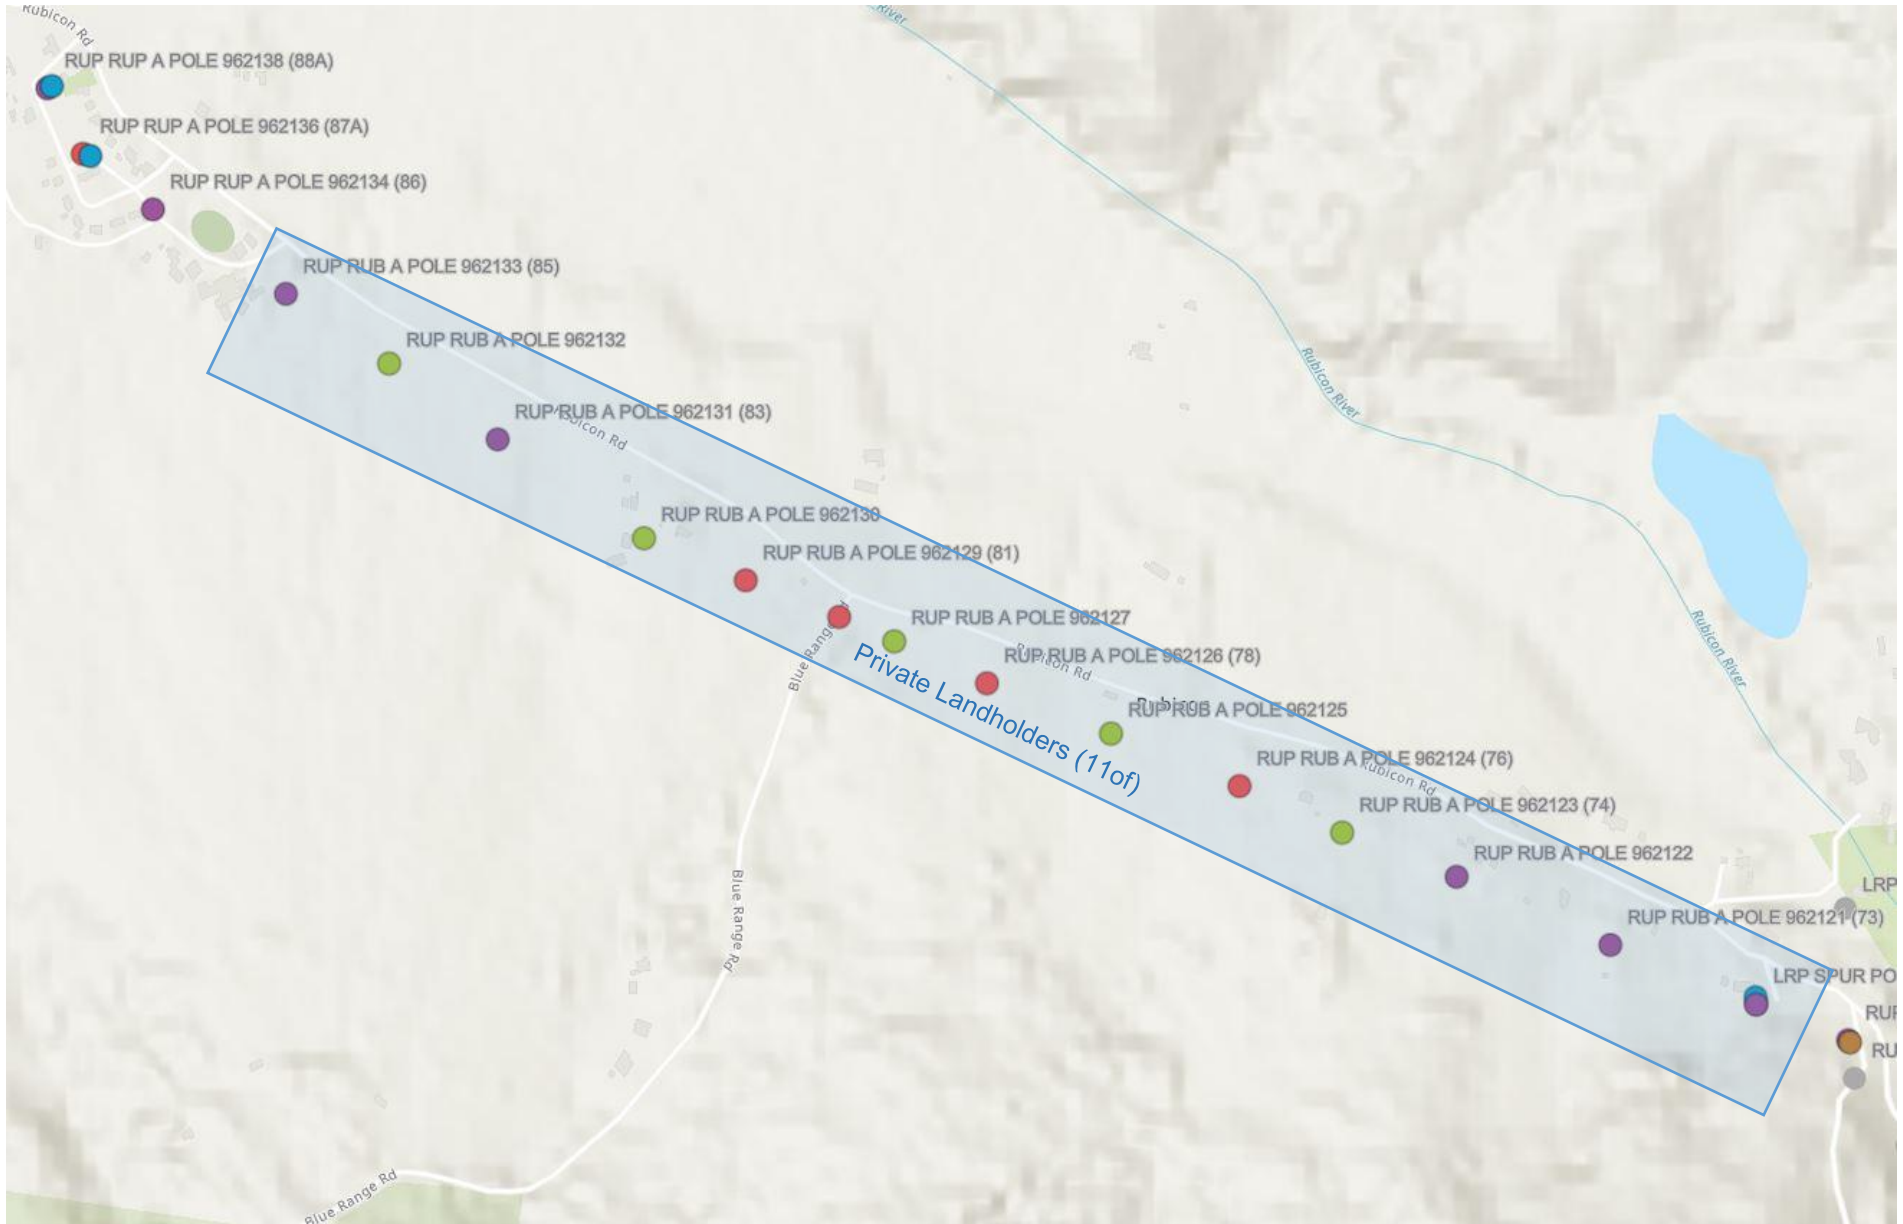 Rubicon Rd
River
RUP RUP A POLE 962138 (88A)
RUP RUP A POLE 962136 (87A)
RUP RUP A POLE 962134 (86)
RUP RUB A POLE 962133 (85)
RUP RUB A POLE 962132
Rubicon River
RUP RUB A POLE 962131 (83)
Rubicon Rd
RUP RUB A POLE 962130
RUP RUB A POLE 962129 (81)
RUP RUB A POLE 962127
Blue Range Rd
Private Landholders (11of)
RUP RUB A POLE 962126 (78)
Rubicon Rd
Rubicon River
Rubicon
RUP RUB A POLE 962125
RUP RUB A POLE 962124 (76)
Rubicon Rd
RUP RUB A POLE 962123 (74)
RUP RUB A POLE 962122
LRP
Blue Range Rd
RUP RUB A POLE 962121 (73)
LRP SPUR PO
RUP
RU
Blue Range Rd